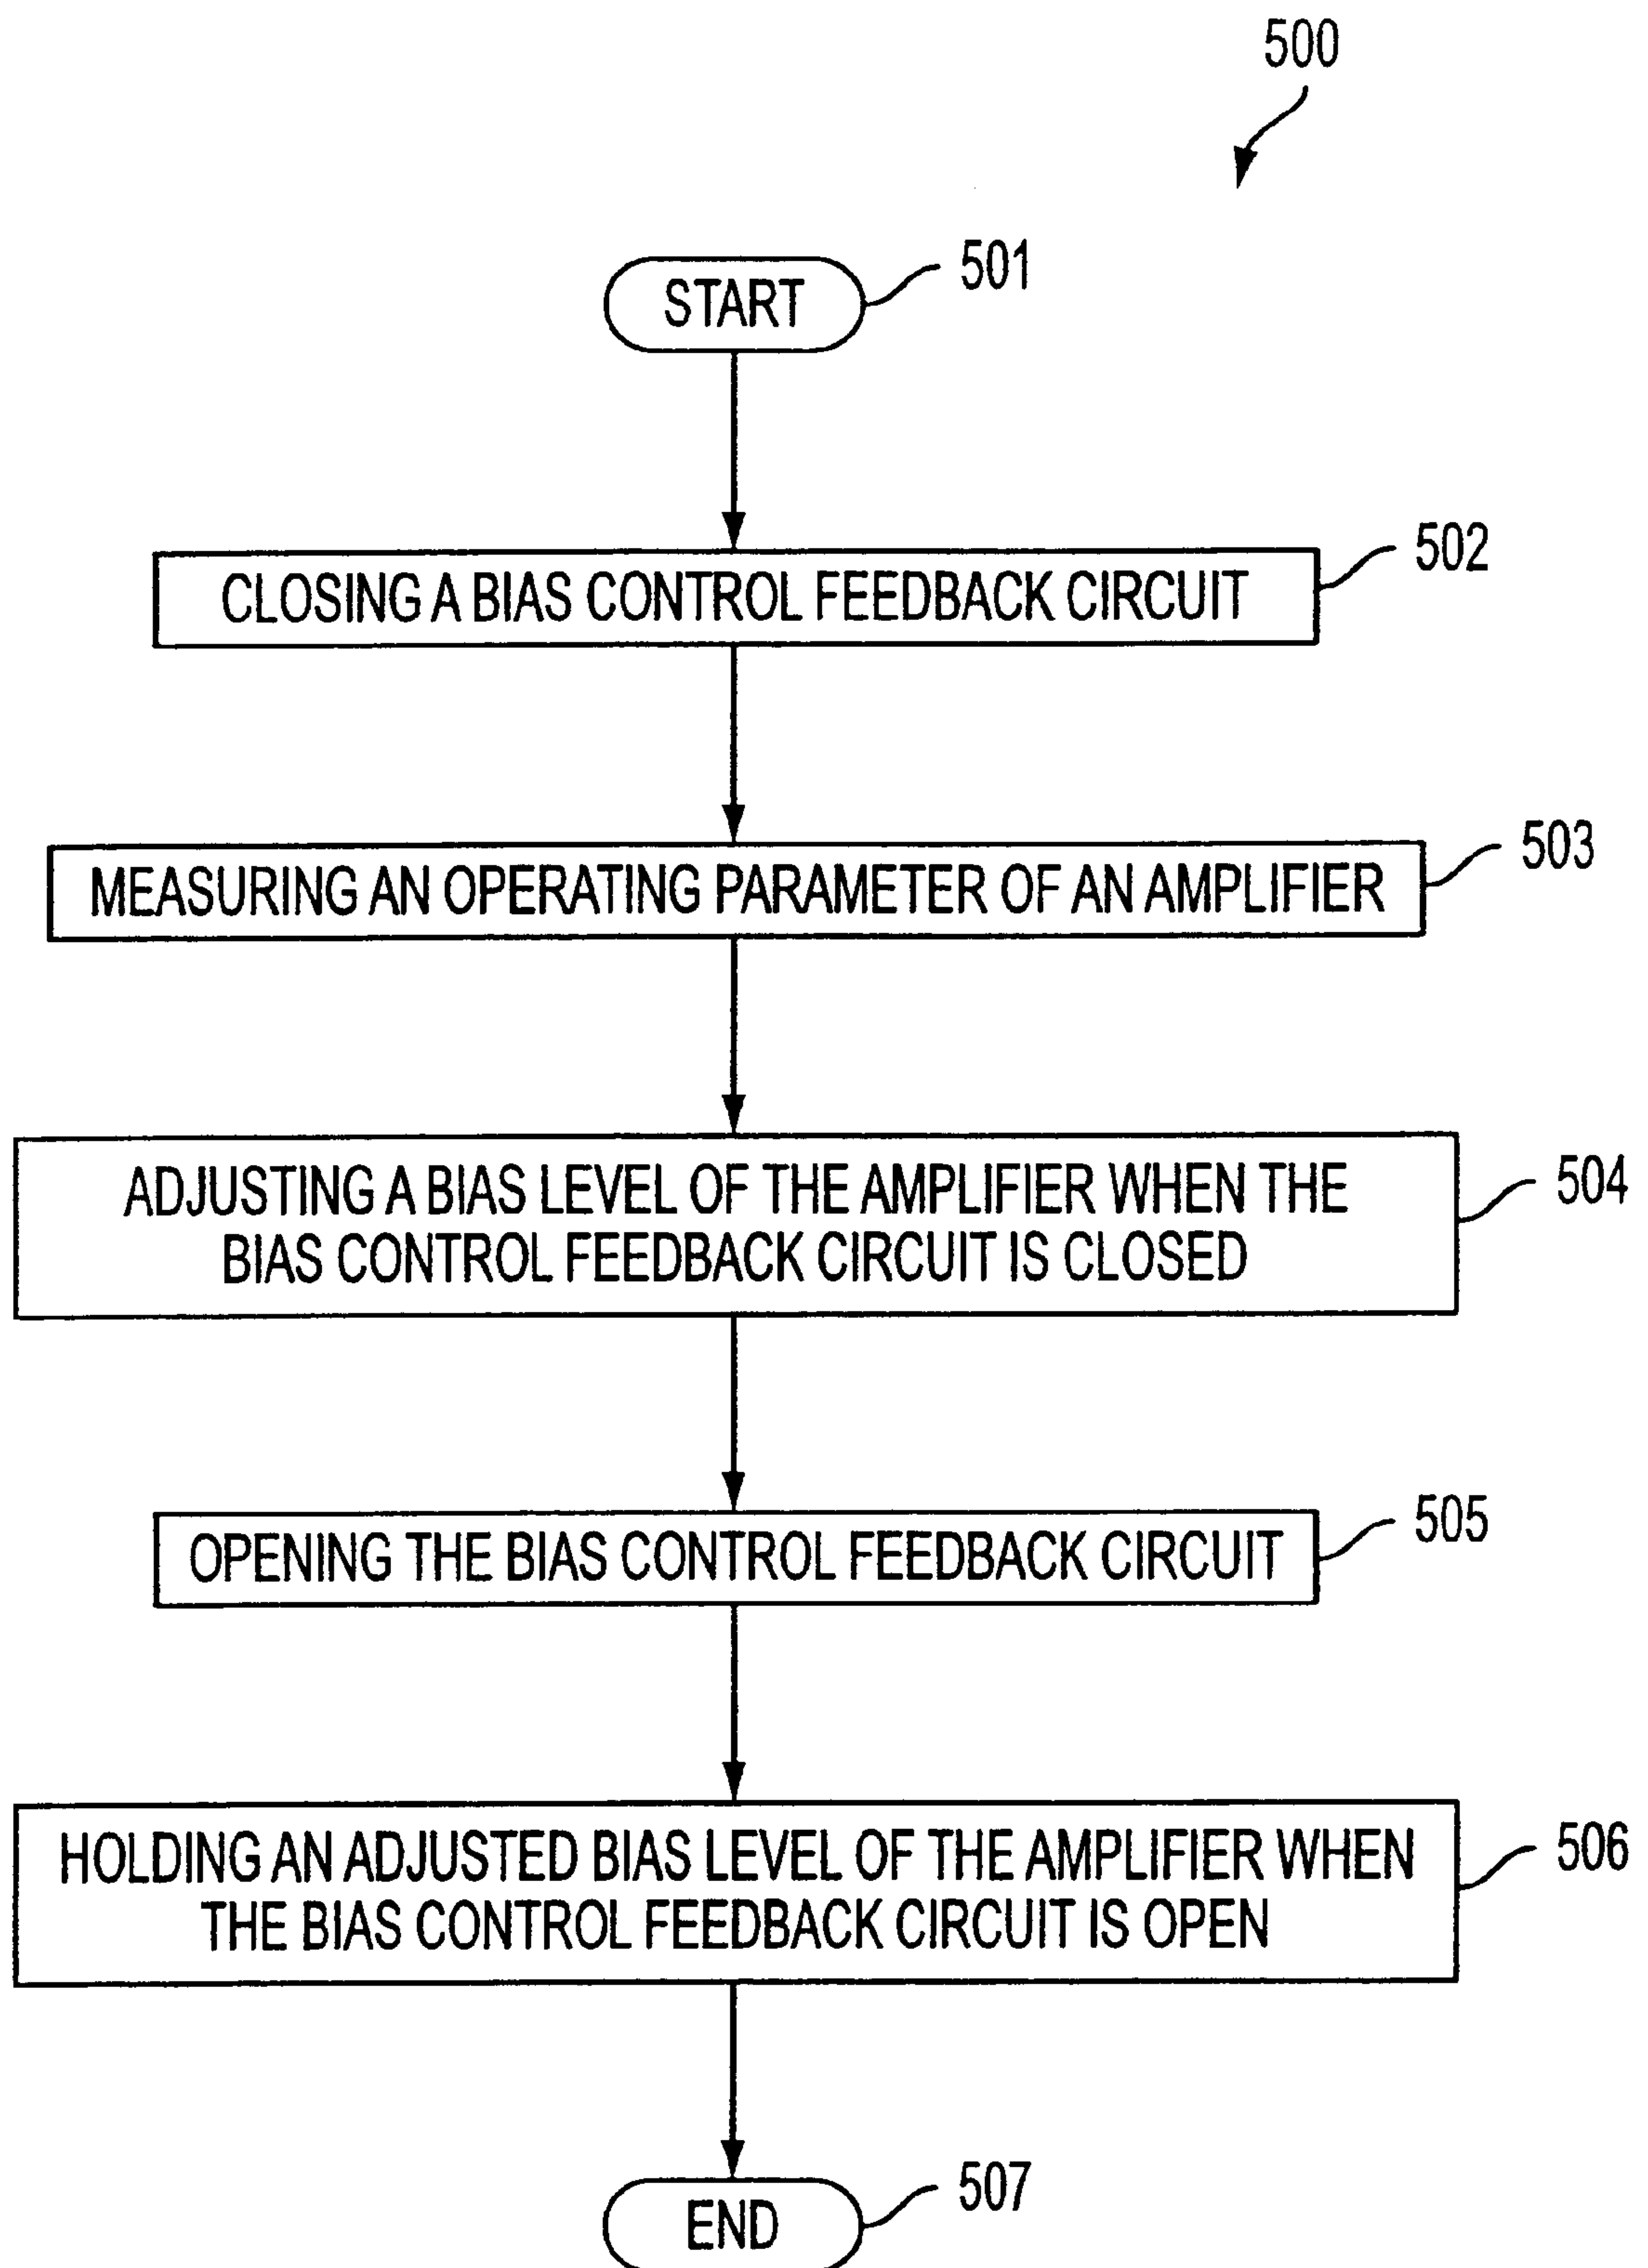 500
START
501
CLOSING A BIAS CONTROL FEEDBACK CIRCUIT
502
MEASURING AN OPERATING PARAMETER OF AN AMPLIFIER
503
ADJUSTING A BIAS LEVEL OF THE AMPLIFIER WHEN THE
BIAS CONTROL FEEDBACK CIRCUIT IS CLOSED
504
OPENING THE BIAS CONTROL FEEDBACK CIRCUIT
505
HOLDING AN ADJUSTED BIAS LEVEL OF THE AMPLIFIER WHEN
THE BIAS CONTROL FEEDBACK CIRCUIT IS OPEN
506
END
507